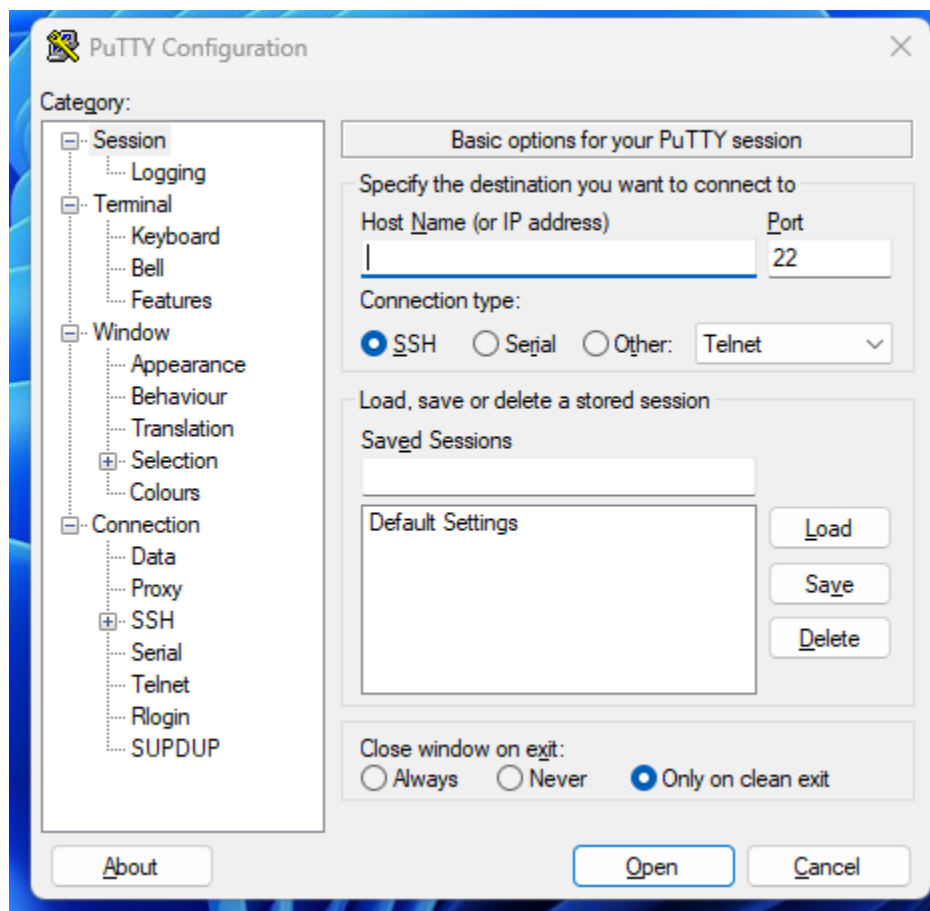 PuTTY Configuration
Category:
Session
Logging
Terminal
Keyboard
Bell
Features
Window
Appearance
Behaviour
Translation
Selection
Colours
Connection
Data
Proxy
SSH
Serial
Telnet
Rlogin
SUPDUP
Basic options for your PuTTY session
Specify the destination you want to connect to
Host Name (or IP address) Port
22
Connection type:
SSH Serial Other: Telnet
Load, save or delete a stored session
Saved Sessions
Default Settings
Load
Save
Delete
Close window on exit:
Always Never Only on clean exit
About Open Cancel